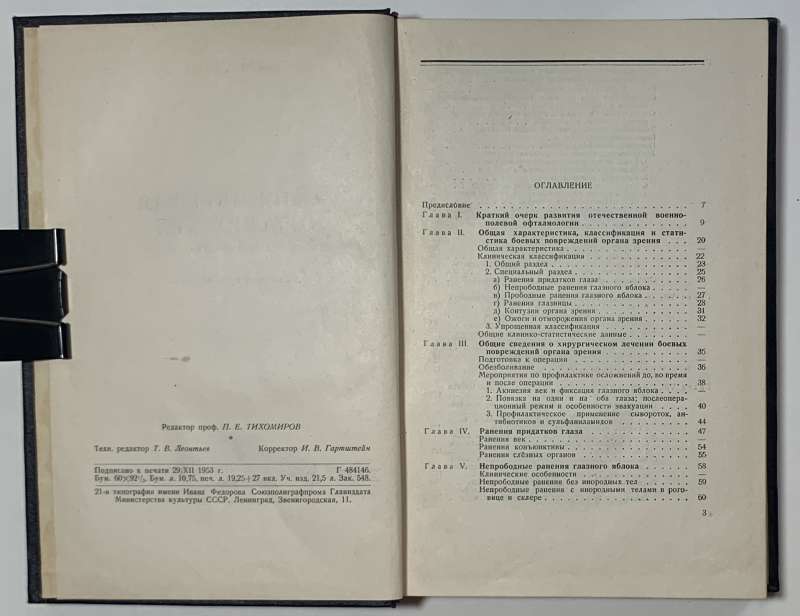 Редактор проф. П. Е. ТИХОМИРОВ
*
Техн. редактор Т. В. Леонтьев Корректор И. В. Гартштейн
Подписано к печати 29/XII 1953 г. Г 484146.
Бум. 60×92¹/₁₆. Бум. л. 10,75, печ. л. 19,25+27 вкл. Уч. изд. 21,5 л. Зак. 548.
21-я типография имени Ивана Федорова Союзполиграфпрома Главиздата
Министерства культуры СССР. Ленинград, Звенигородская, 11.
ОГЛАВЛЕНИЕ
Предисловие 7
Глава I. Краткий очерк развития отечественной военно-
полевой офтальмологии 9
Глава II. Общая характеристика, классификация и стати-
стика боевых повреждений органа зрения 20
Общая характеристика —
Клиническая классификация 22
1. Общий раздел 23
2. Специальный раздел 25
а) Ранения придатков глаза 26
б) Непрободные ранения глазного яблока —
в) Прободные ранения глазного яблока 27
г) Ранения глазницы 28
д) Контузии органа зрения 31
е) Ожоги и отморожения органа зрения 32
3. Упрощенная классификация —
Общие клинико-статистические данные —
Глава III. Общие сведения о хирургическом лечении боевых
повреждений органа зрения 35
Подготовка к операции —
Обезболивание 36
Мероприятия по профилактике осложнений до, во время
и после операции 38
1. Акинезия век и фиксация глазного яблока —
2. Повязка на один и на оба глаза; послеопера-
ционный режим и особенности эвакуации 40
3. Профилактическое применение сывороток, ан-
тибиотиков и сульфаниламидов 44
Глава IV. Ранения придатков глаза 47
Ранения век —
Ранения конъюнктивы 54
Ранения слёзных органов 55
Глава V. Непрободные ранения глазного яблока 58
Клинические особенности —
Непрободные ранения без инородных тел 59
Непрободные ранения с инородными телами в рого-
вице и склере 60
3